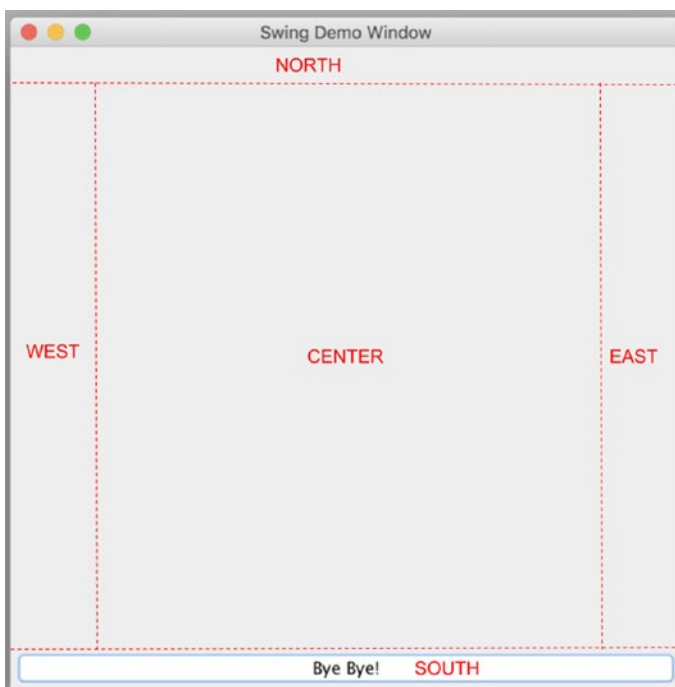 Swing Demo Window
NORTH
WEST
CENTER
EAST
Bye Bye! SOUTH